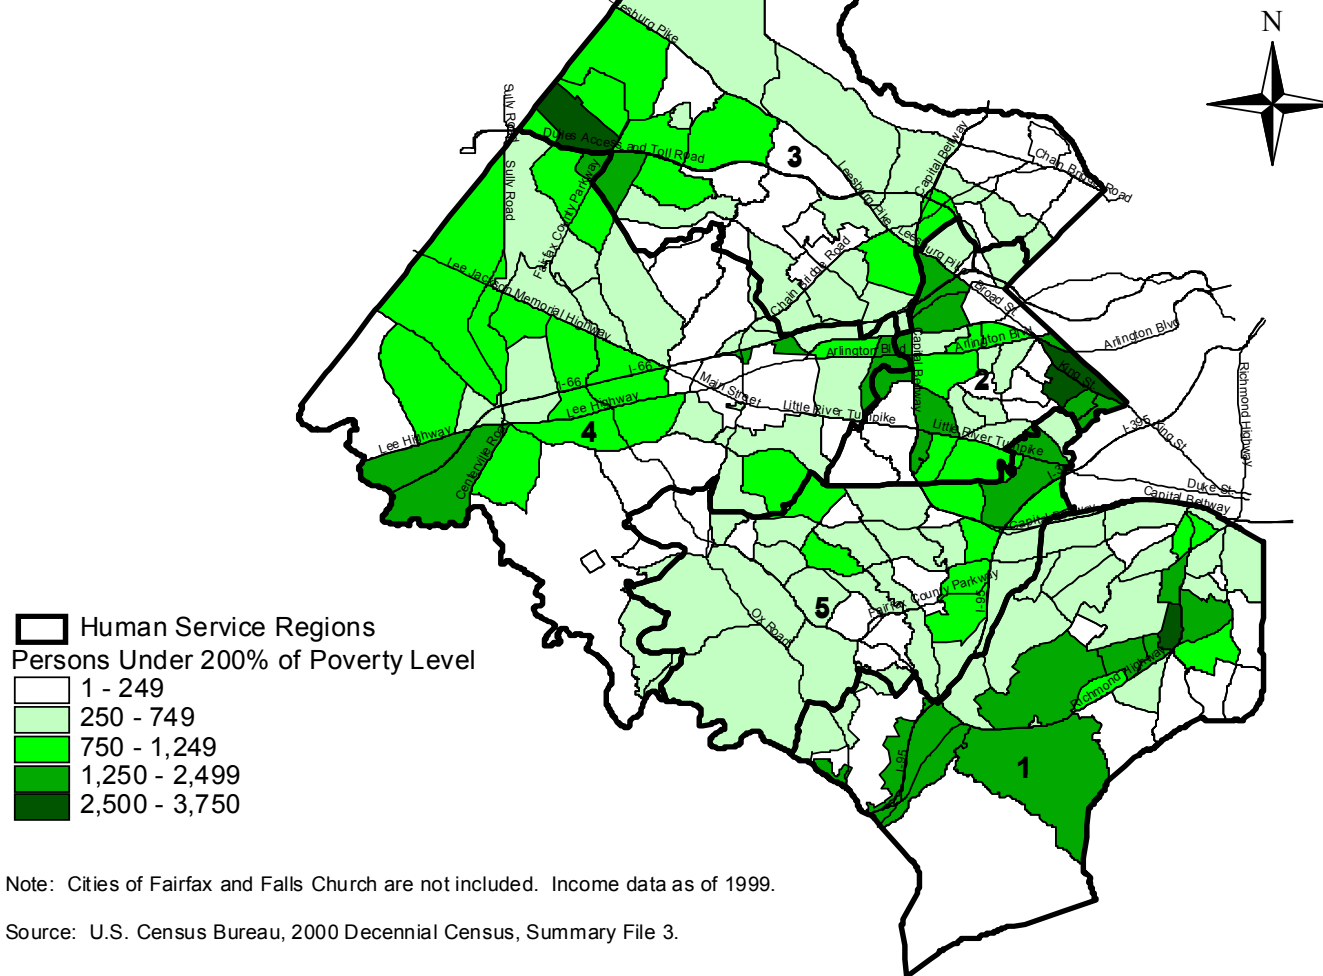 N
Leesburg Pike
Sully Road
Dulles Access and Toll Road
3
Capital Beltway
Chain Bridge Road
Leesburg Pike
Sully Road
Fairfax County Parkway
Leesburg Pike
Lee Jackson Memorial Highway
Chain Bridge Road
Broad St.
Arlington Blvd
Arlington Blvd
Arlington Blvd
Capital Beltway
I-66
I-66
Main Street
2
King St.
Richmond Highway
Lee Highway
Little River Turnpike
4
Lee Highway
Little River Turnpike
I-395
King St.
Centerville Road
Duke St.
Capital Beltway
Capital Beltway
Fairfax County Parkway
5
I-95
Ox Road
Richmond Highway
I-95
1
Human Service Regions
Persons Under 200% of Poverty Level
1 - 249
250 - 749
750 - 1,249
1,250 - 2,499
2,500 - 3,750
Note: Cities of Fairfax and Falls Church are not included. Income data as of 1999.
Source: U.S. Census Bureau, 2000 Decennial Census, Summary File 3.